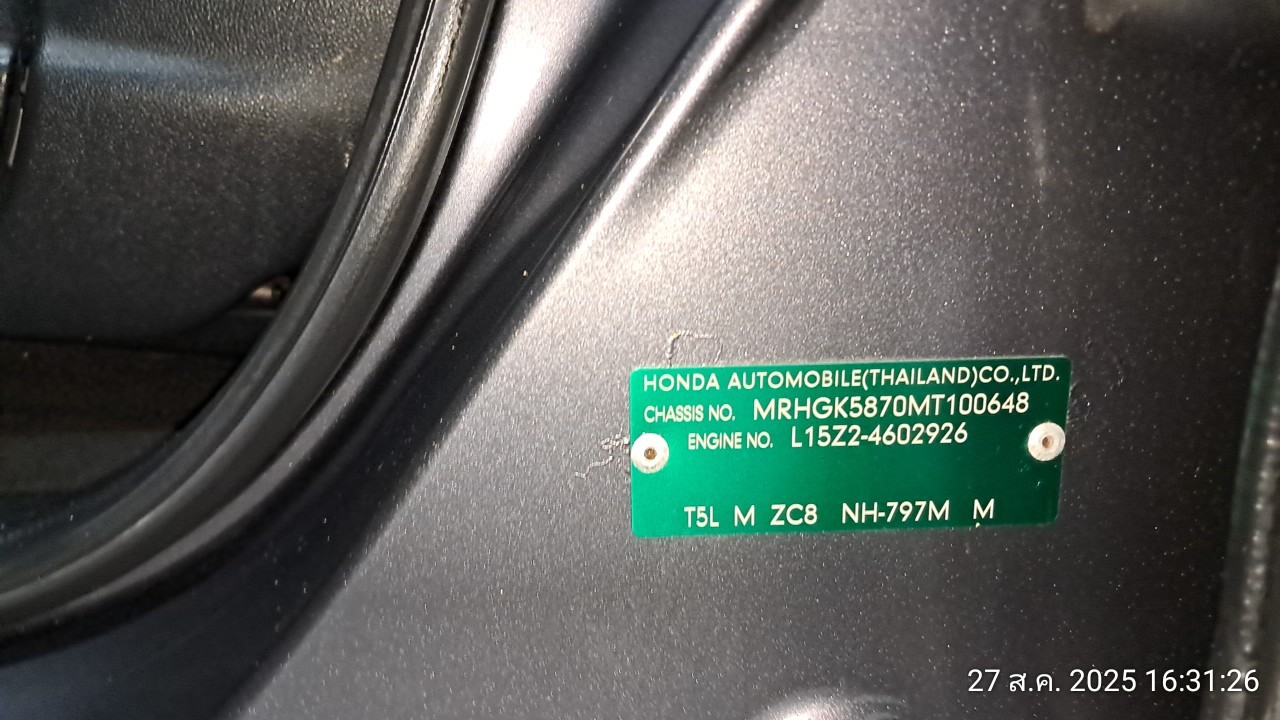 HONDA AUTOMOBILE(THAILAND)CO.,LTD.
CHASSIS NO. MRHGK5870MT100648
ENGINE NO. L15Z2-4602926
T5L M ZC8 NH-797M M
27 ส.ค. 2025 16:31:26